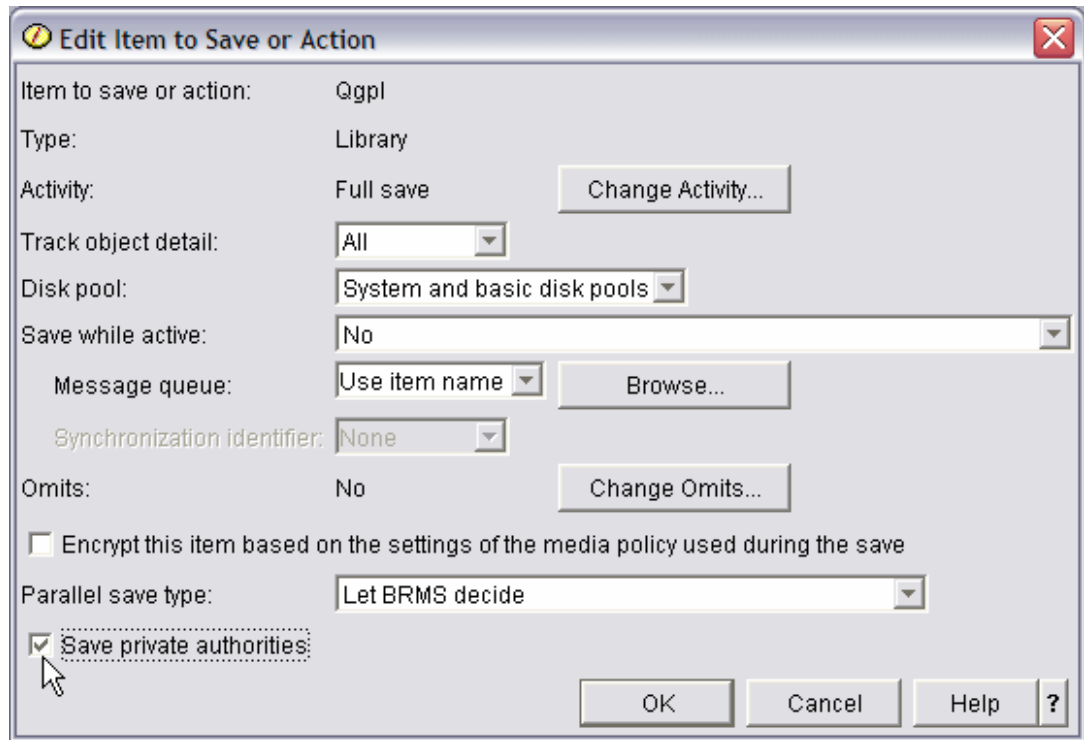 Edit Item to Save or Action
Item to save or action: Qgpl
Type: Library
Activity: Full save Change Activity...
Track object detail: All
Disk pool: System and basic disk pools
Save while active: No
Message queue: Use item name Browse...
Synchronization identifier: None
Omits: No Change Omits...
Encrypt this item based on the settings of the media policy used during the save
Parallel save type: Let BRMS decide
Save private authorities
OK Cancel Help ?